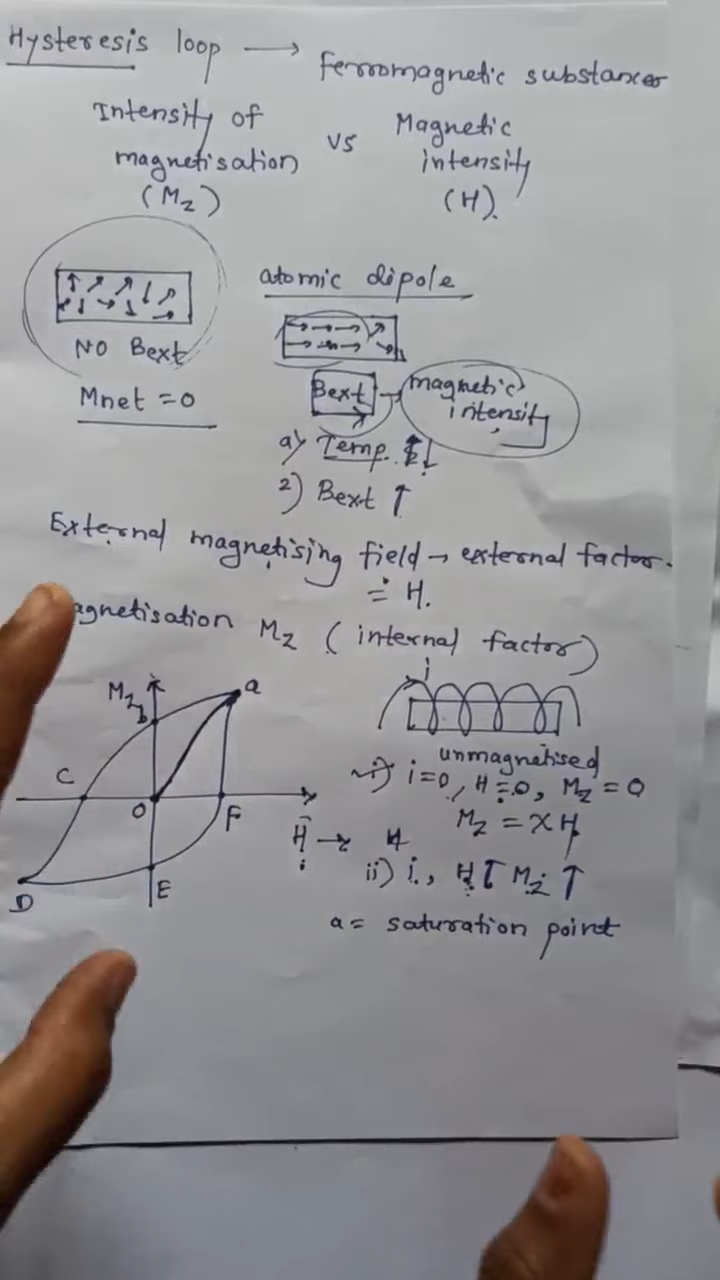 Hysteresis loop → Ferromagnetic substances
Intensity of magnetisation (Mz) vs Magnetic intensity (H).
NO Bext
Mnet = 0
atomic dipole
Bext → magnetic intensity
a) Temp. ↓
2) Bext ↑
External magnetising field → external factor.
= H.
agnetisation Mz (internal factor)
Mz
b
a
C
O
F
H →
D
E
i
unmagnetised
i) i=0, H=0, Mz = 0
Mz = χH
ii) i, H↑ Mz ↑
a = saturation point